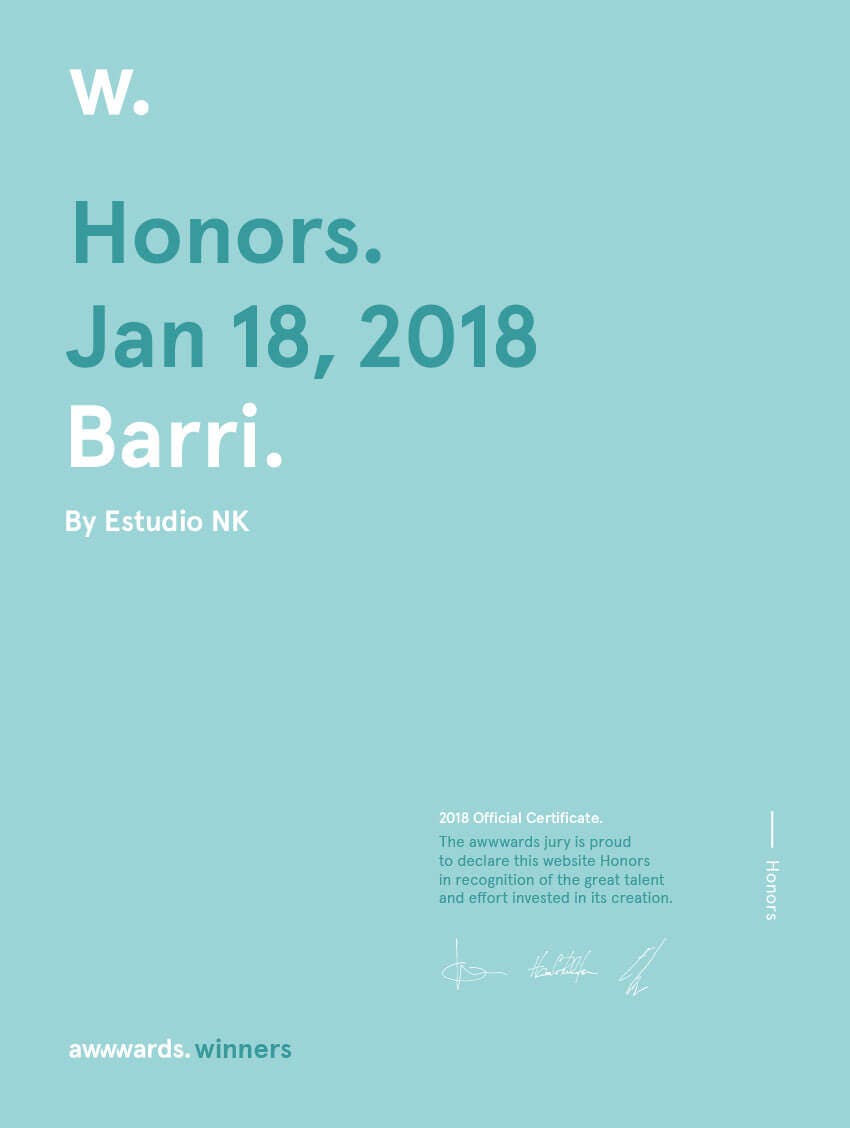 w.
Honors.
Jan 18, 2018
Barri.
By Estudio NK
2018 Official Certificate.
The awwwards jury is proud
to declare this website Honors
in recognition of the great talent
and effort invested in its creation.
Honors
awwwards.winners